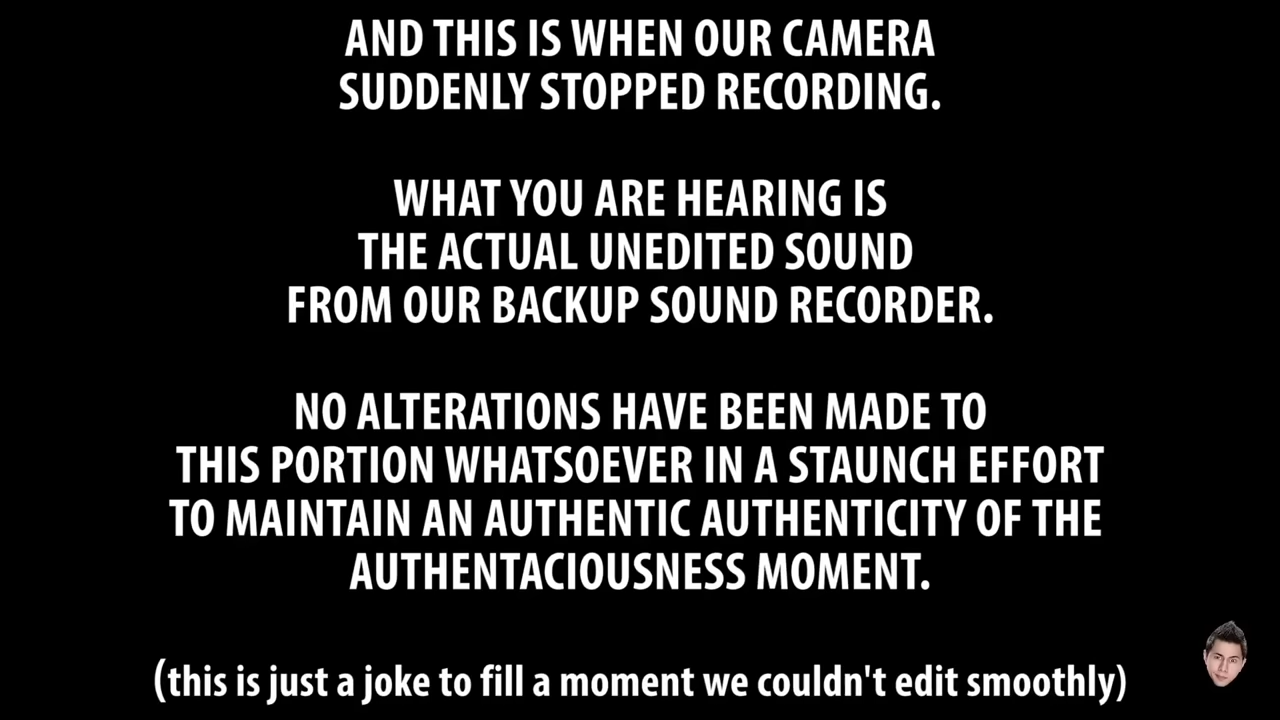 AND THIS IS WHEN OUR CAMERA
SUDDENLY STOPPED RECORDING.
WHAT YOU ARE HEARING IS
THE ACTUAL UNEDITED SOUND
FROM OUR BACKUP SOUND RECORDER.
NO ALTERATIONS HAVE BEEN MADE TO
THIS PORTION WHATSOEVER IN A STAUNCH EFFORT
TO MAINTAIN AN AUTHENTIC AUTHENTICITY OF THE
AUTHENTACIOUSNESS MOMENT.
(this is just a joke to fill a moment we couldn't edit smoothly)